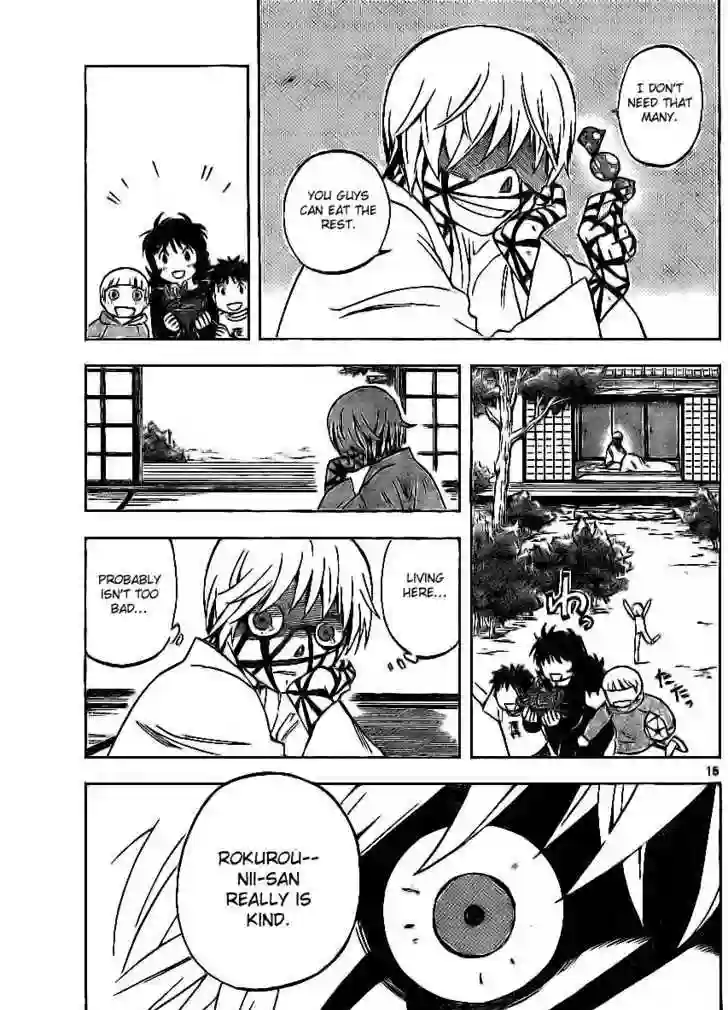 I DON'T
NEED THAT
MANY.
YOU GUYS
CAN EAT THE
REST.
LIVING
HERE...
PROBABLY
ISN'T TOO
BAD...
15
ROKUROU--
NII-SAN
REALLY IS
KIND.